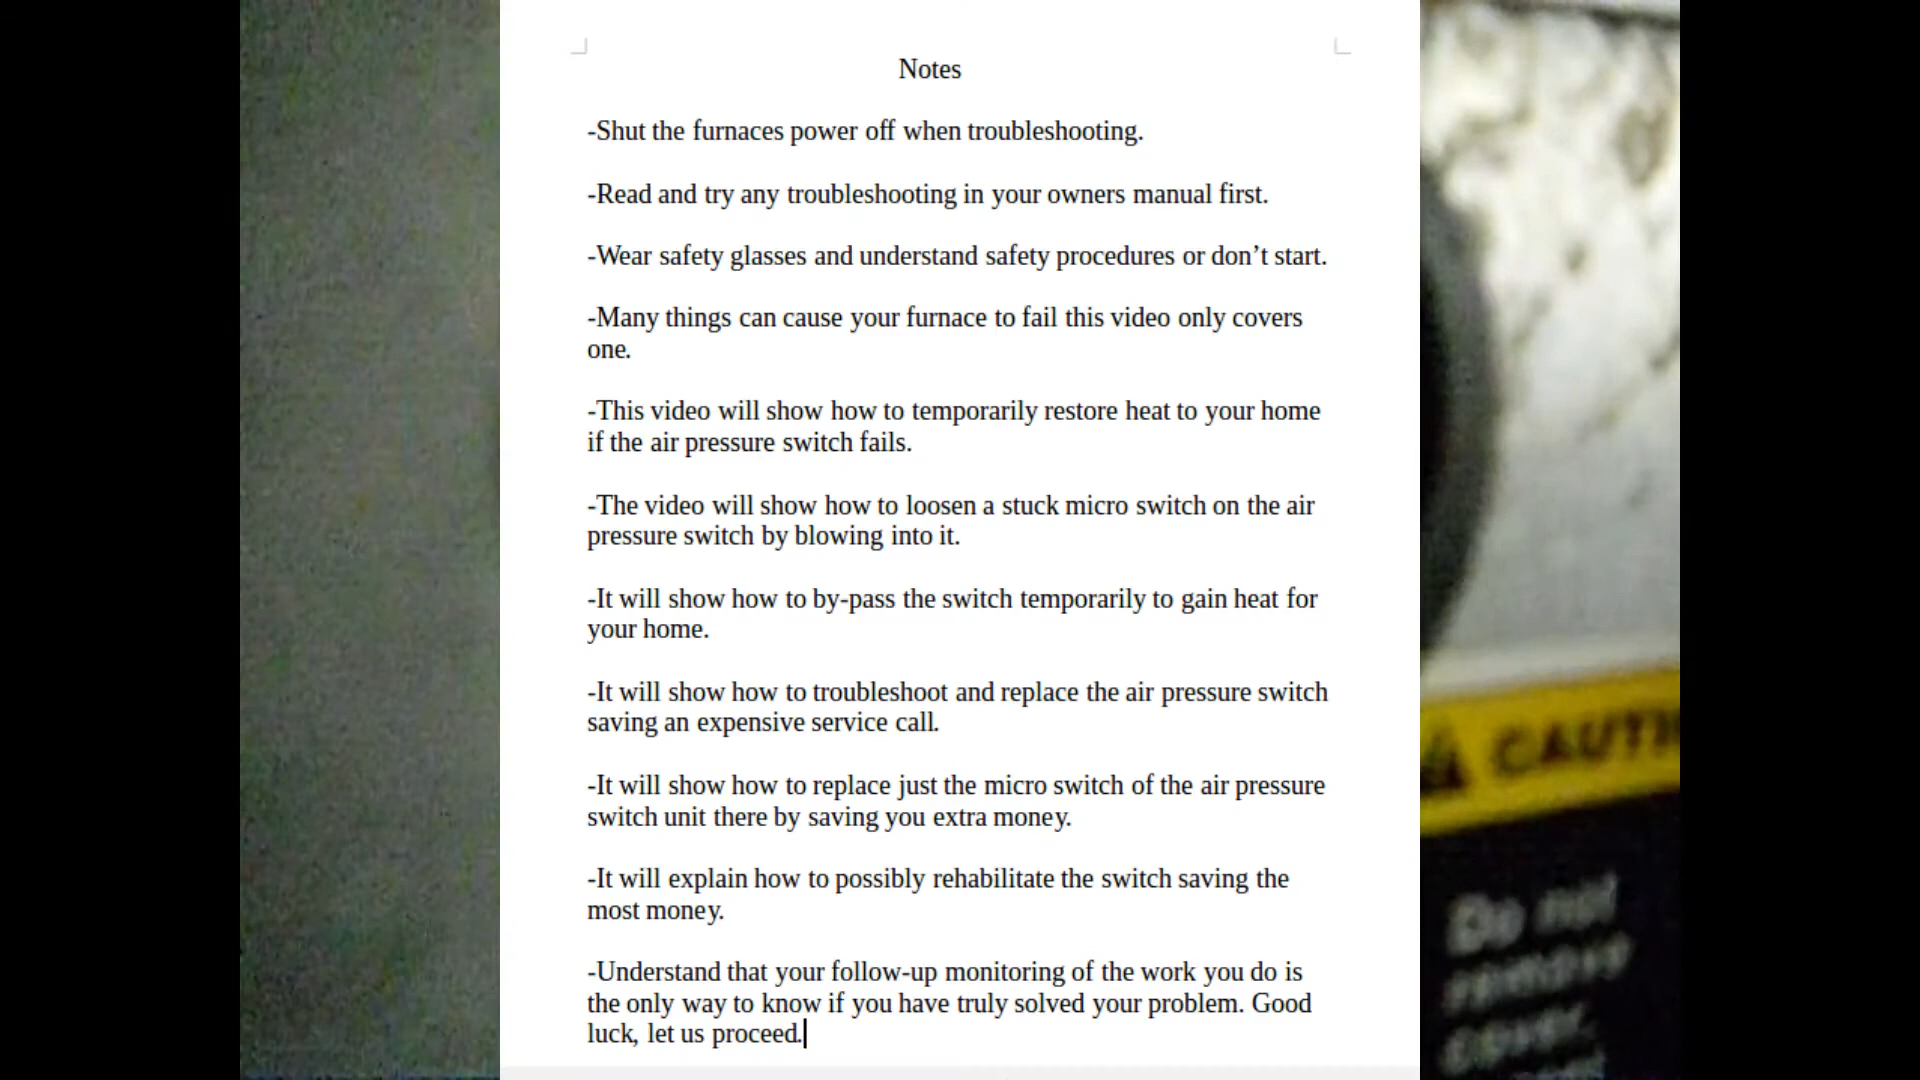 Notes
-Shut the furnaces power off when troubleshooting.
-Read and try any troubleshooting in your owners manual first.
-Wear safety glasses and understand safety procedures or don’t start.
-Many things can cause your furnace to fail this video only covers
one.
-This video will show how to temporarily restore heat to your home
if the air pressure switch fails.
-The video will show how to loosen a stuck micro switch on the air
pressure switch by blowing into it.
-It will show how to by-pass the switch temporarily to gain heat for
your home.
-It will show how to troubleshoot and replace the air pressure switch
saving an expensive service call.
-It will show how to replace just the micro switch of the air pressure
switch unit there by saving you extra money.
-It will explain how to possibly rehabilitate the switch saving the
most money.
-Understand that your follow-up monitoring of the work you do is
the only way to know if you have truly solved your problem. Good
luck, let us proceed.
CAUTI
Do not
remove
cover